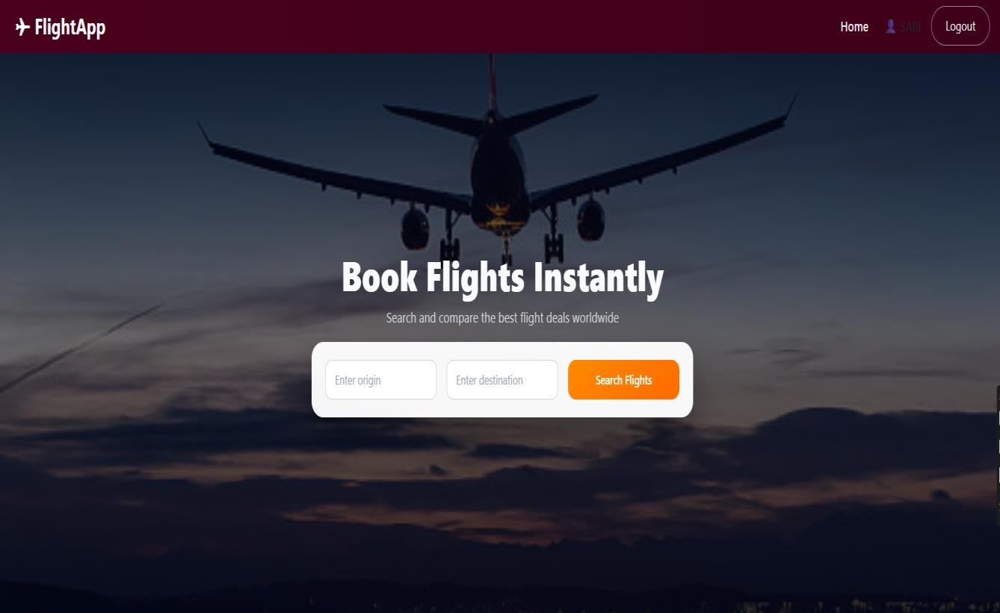 ✈ FlightApp
Home 👤 SABI Logout
Book Flights Instantly
Search and compare the best flight deals worldwide
Enter origin Enter destination Search Flights